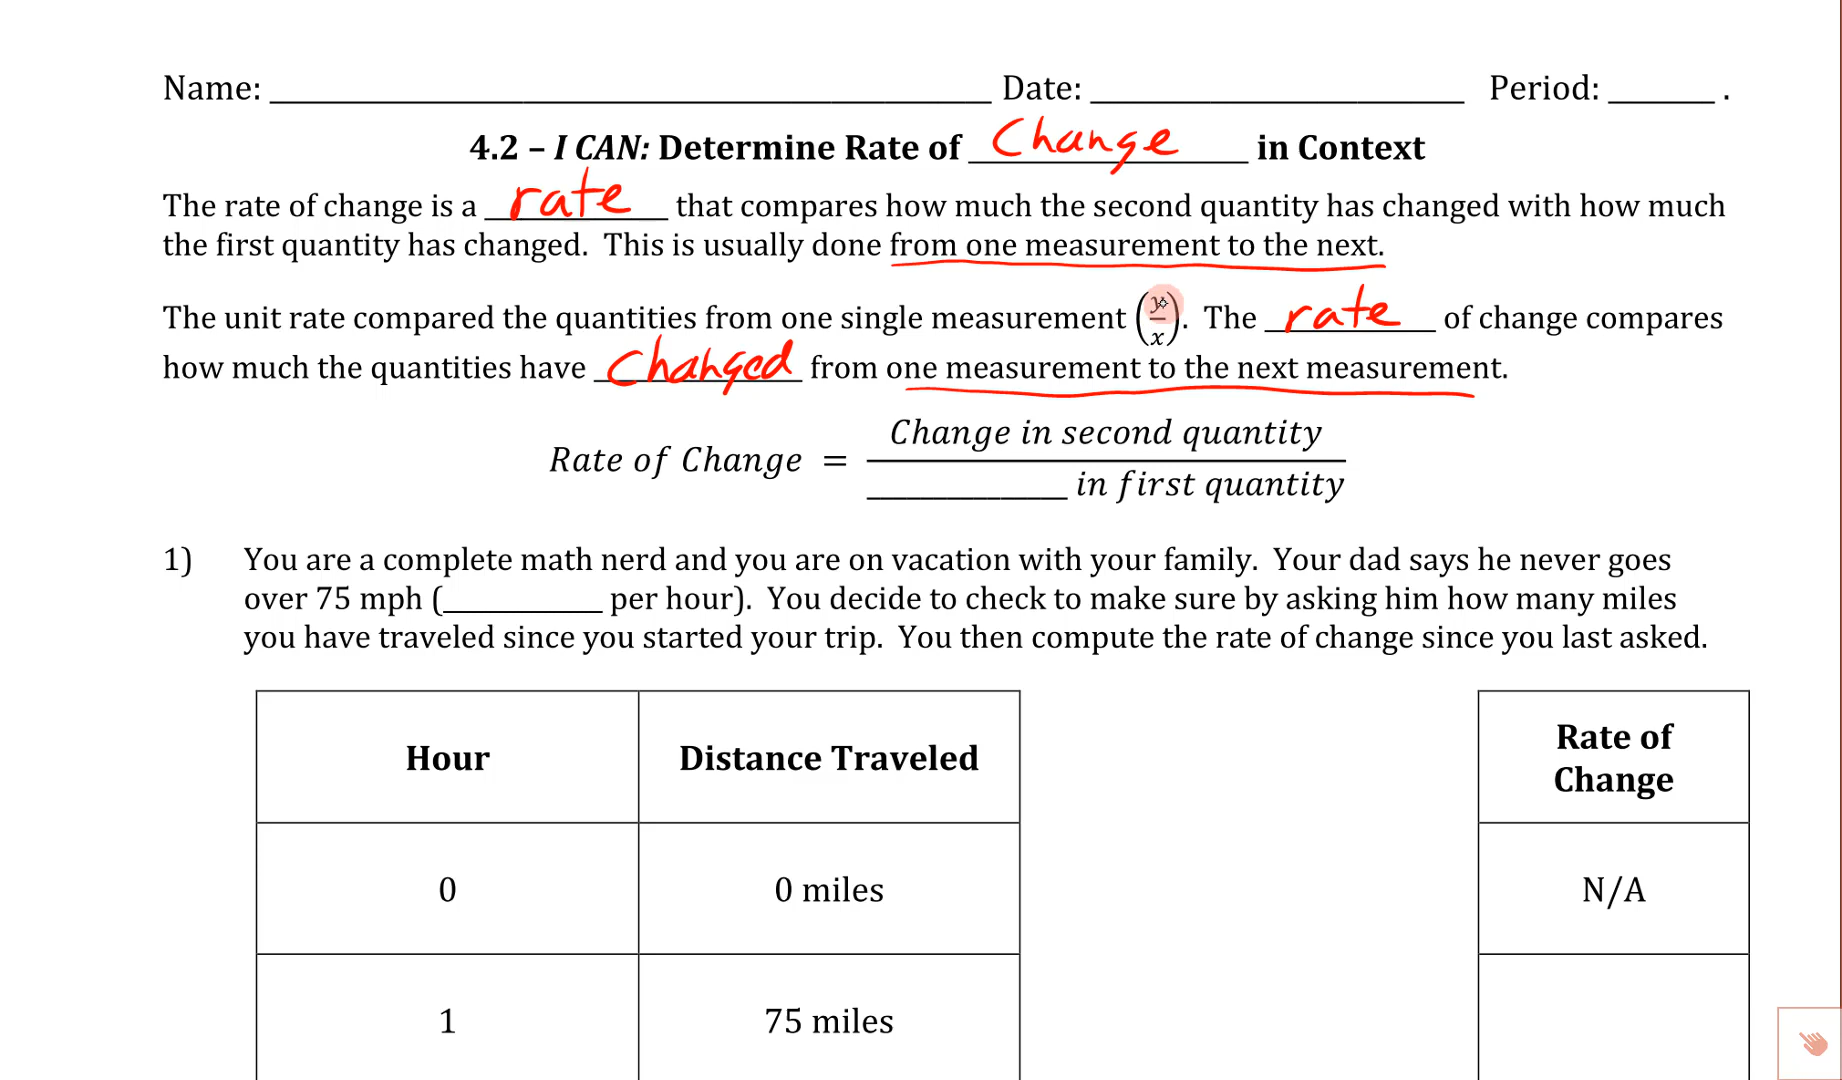 Name: ______ Date: ______ Period: ______ .
4.2 – I CAN: Determine Rate of Change in Context
The rate of change is a rate that compares how much the second quantity has changed with how much
the first quantity has changed. This is usually done from one measurement to the next.
The unit rate compared the quantities from one single measurement (y/x). The rate of change compares
how much the quantities have changed from one measurement to the next measurement.
Rate of Change = Change in second quantity
______ in first quantity
1) You are a complete math nerd and you are on vacation with your family. Your dad says he never goes
over 75 mph (______ per hour). You decide to check to make sure by asking him how many miles
you have traveled since you started your trip. You then compute the rate of change since you last asked.
Hour Distance Traveled Rate of Change
0 0 miles N/A
1 75 miles